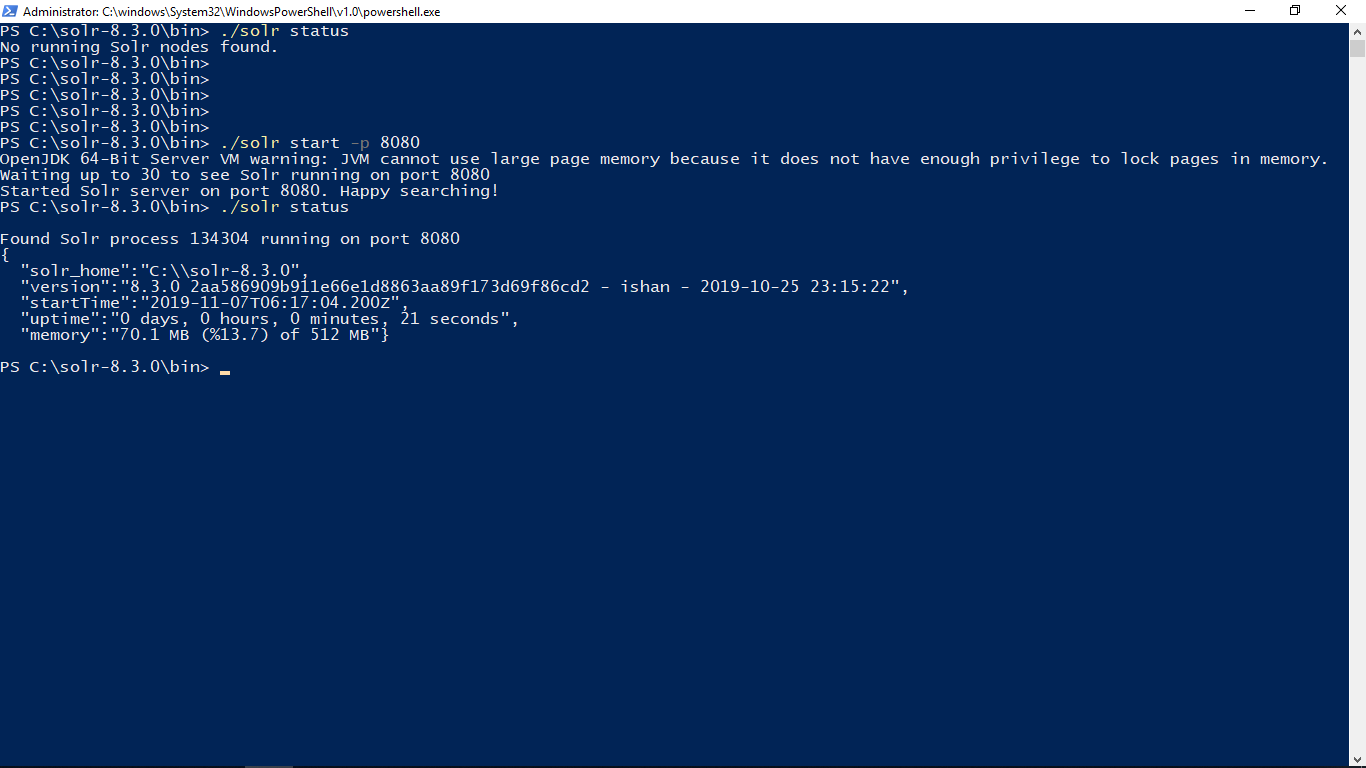 Administrator: C:\windows\System32\WindowsPowerShell\v1.0\powershell.exe
PS C:\solr-8.3.0\bin> ./solr status
No running Solr nodes found.
PS C:\solr-8.3.0\bin>
PS C:\solr-8.3.0\bin>
PS C:\solr-8.3.0\bin>
PS C:\solr-8.3.0\bin>
PS C:\solr-8.3.0\bin>
PS C:\solr-8.3.0\bin> ./solr start -p 8080
OpenJDK 64-Bit Server VM warning: JVM cannot use large page memory because it does not have enough privilege to lock pages in memory.
Waiting up to 30 to see Solr running on port 8080
Started Solr server on port 8080. Happy searching!
PS C:\solr-8.3.0\bin> ./solr status
Found Solr process 134304 running on port 8080
{
  "solr_home":"C:\\solr-8.3.0",
  "version":"8.3.0 2aa586909b911e66e1d8863aa89f173d69f86cd2 - ishan - 2019-10-25 23:15:22",
  "startTime":"2019-11-07T06:17:04.200Z",
  "uptime":"0 days, 0 hours, 0 minutes, 21 seconds",
  "memory":"70.1 MB (%13.7) of 512 MB"}
PS C:\solr-8.3.0\bin>